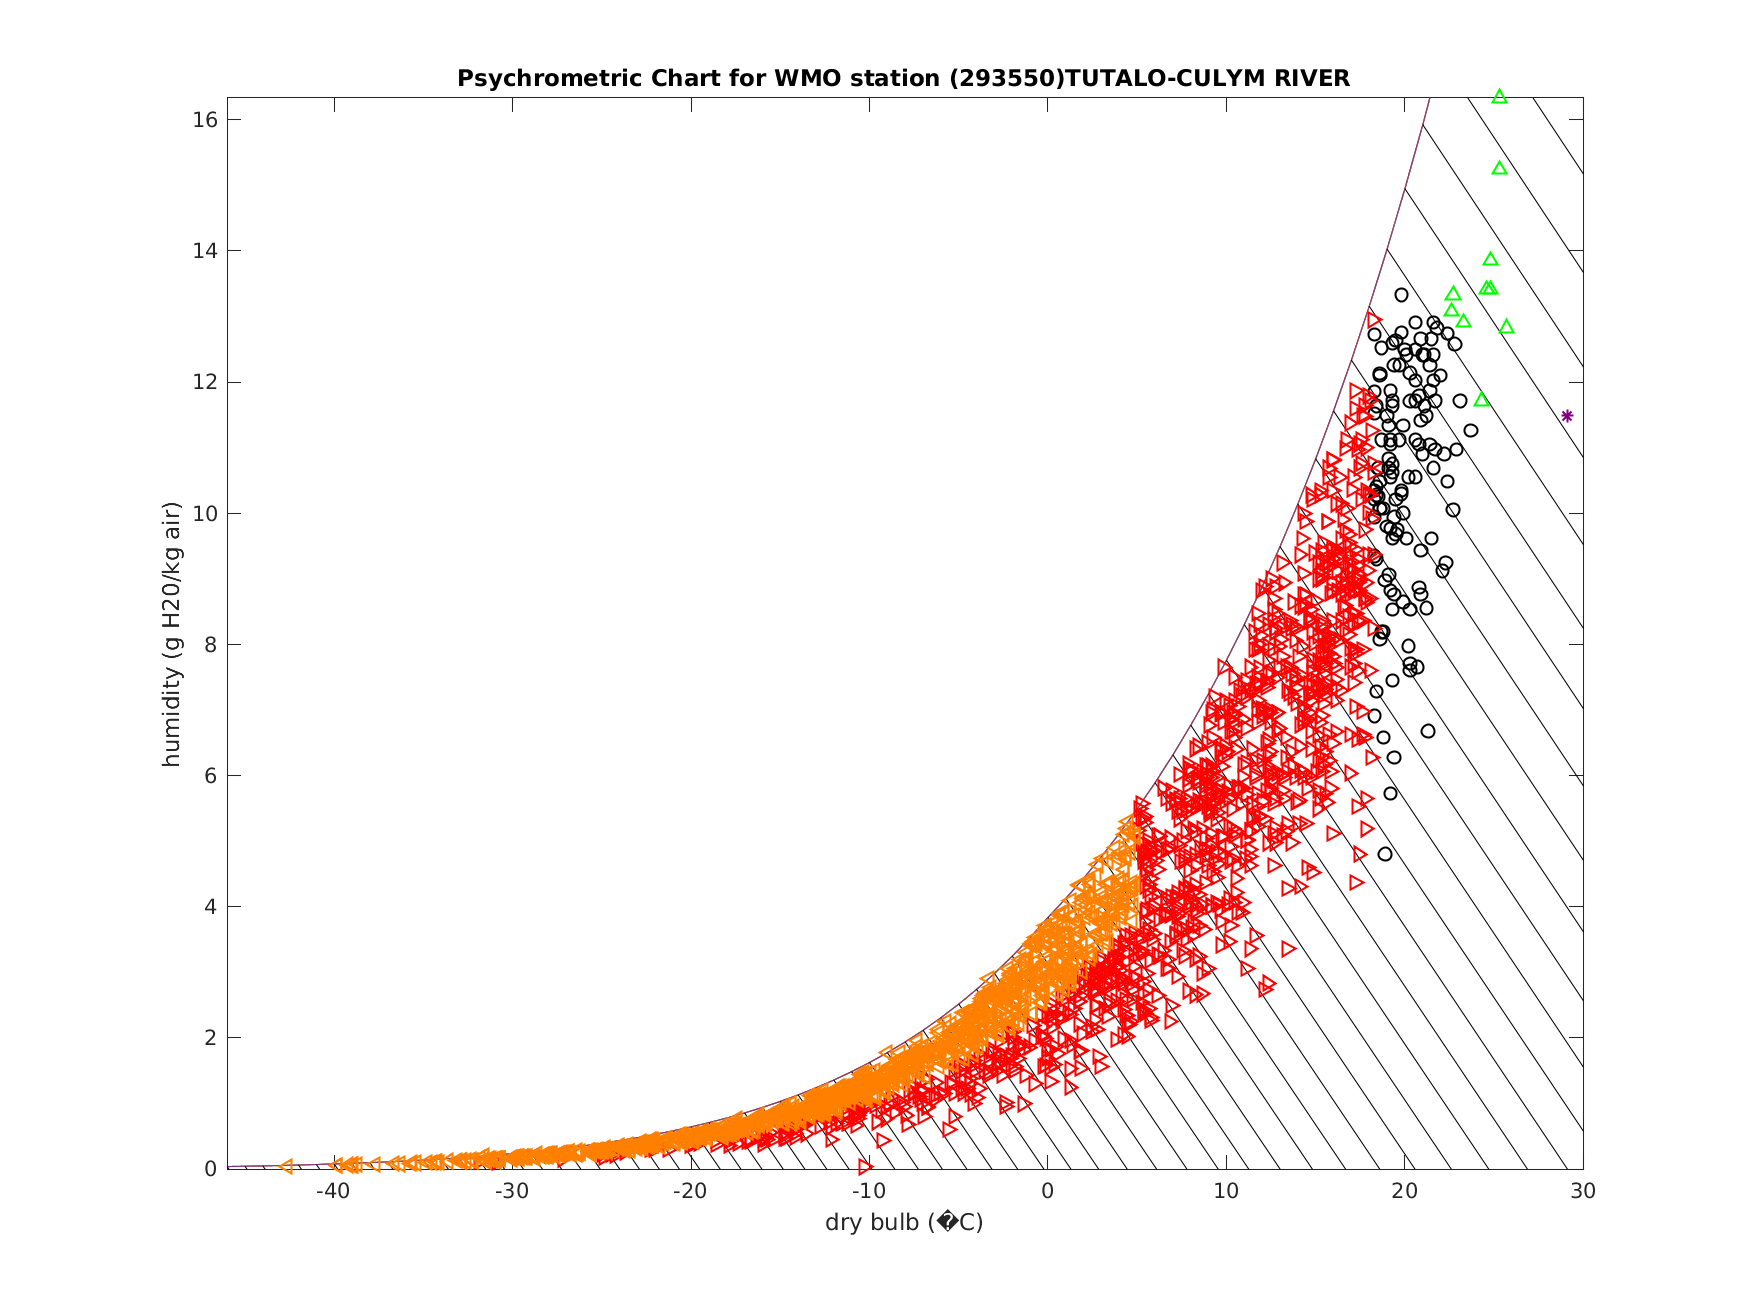 Psychrometric Chart for WMO station (293550)TUTALO-CULYM RIVER
humidity (g H20/kg air)
16
14
12
10
8
6
4
2
0
-40 -30 -20 -10 0 10 20 30
dry bulb (�C)